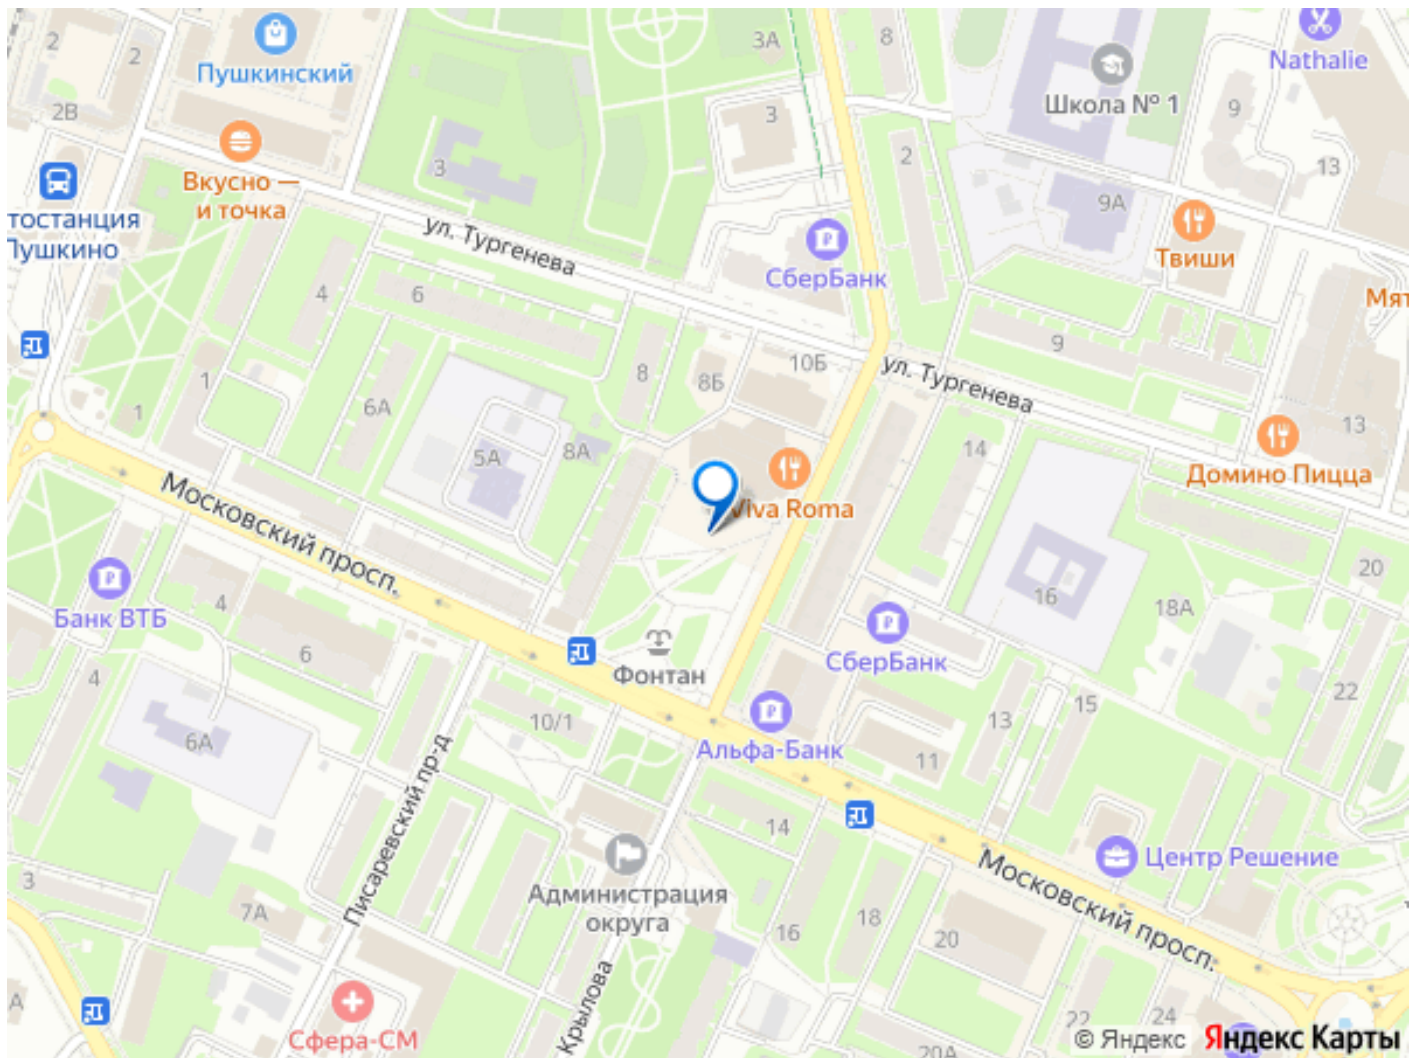 Nathalie
2
2
Пушкинский
3А
8
Школа № 1
9
2В
3
2
13
Вкусно —
и точка
3
9А
тостанция
Пушкино
ул. Тургенева
СберБанк
Твиши
4
6
Мят
9
10Б
8
8Б
ул. Тургенева
1
1
6А
13
14
8А
5А
Домино Пицца
Viva Roma
Московский просп.
20
Банк ВТБ
4
16
18А
6
Фонтан
СберБанк
4
22
15
13
10/1
6А
Альфа-Банк
11
Писаревский пр-д
14
Центр Решение
3
Администрация
округа
7А
Московский просп.
16
18
20
Крылова
А
Сфера-СМ
22
24
20А
© Яндекс Яндекс Карты